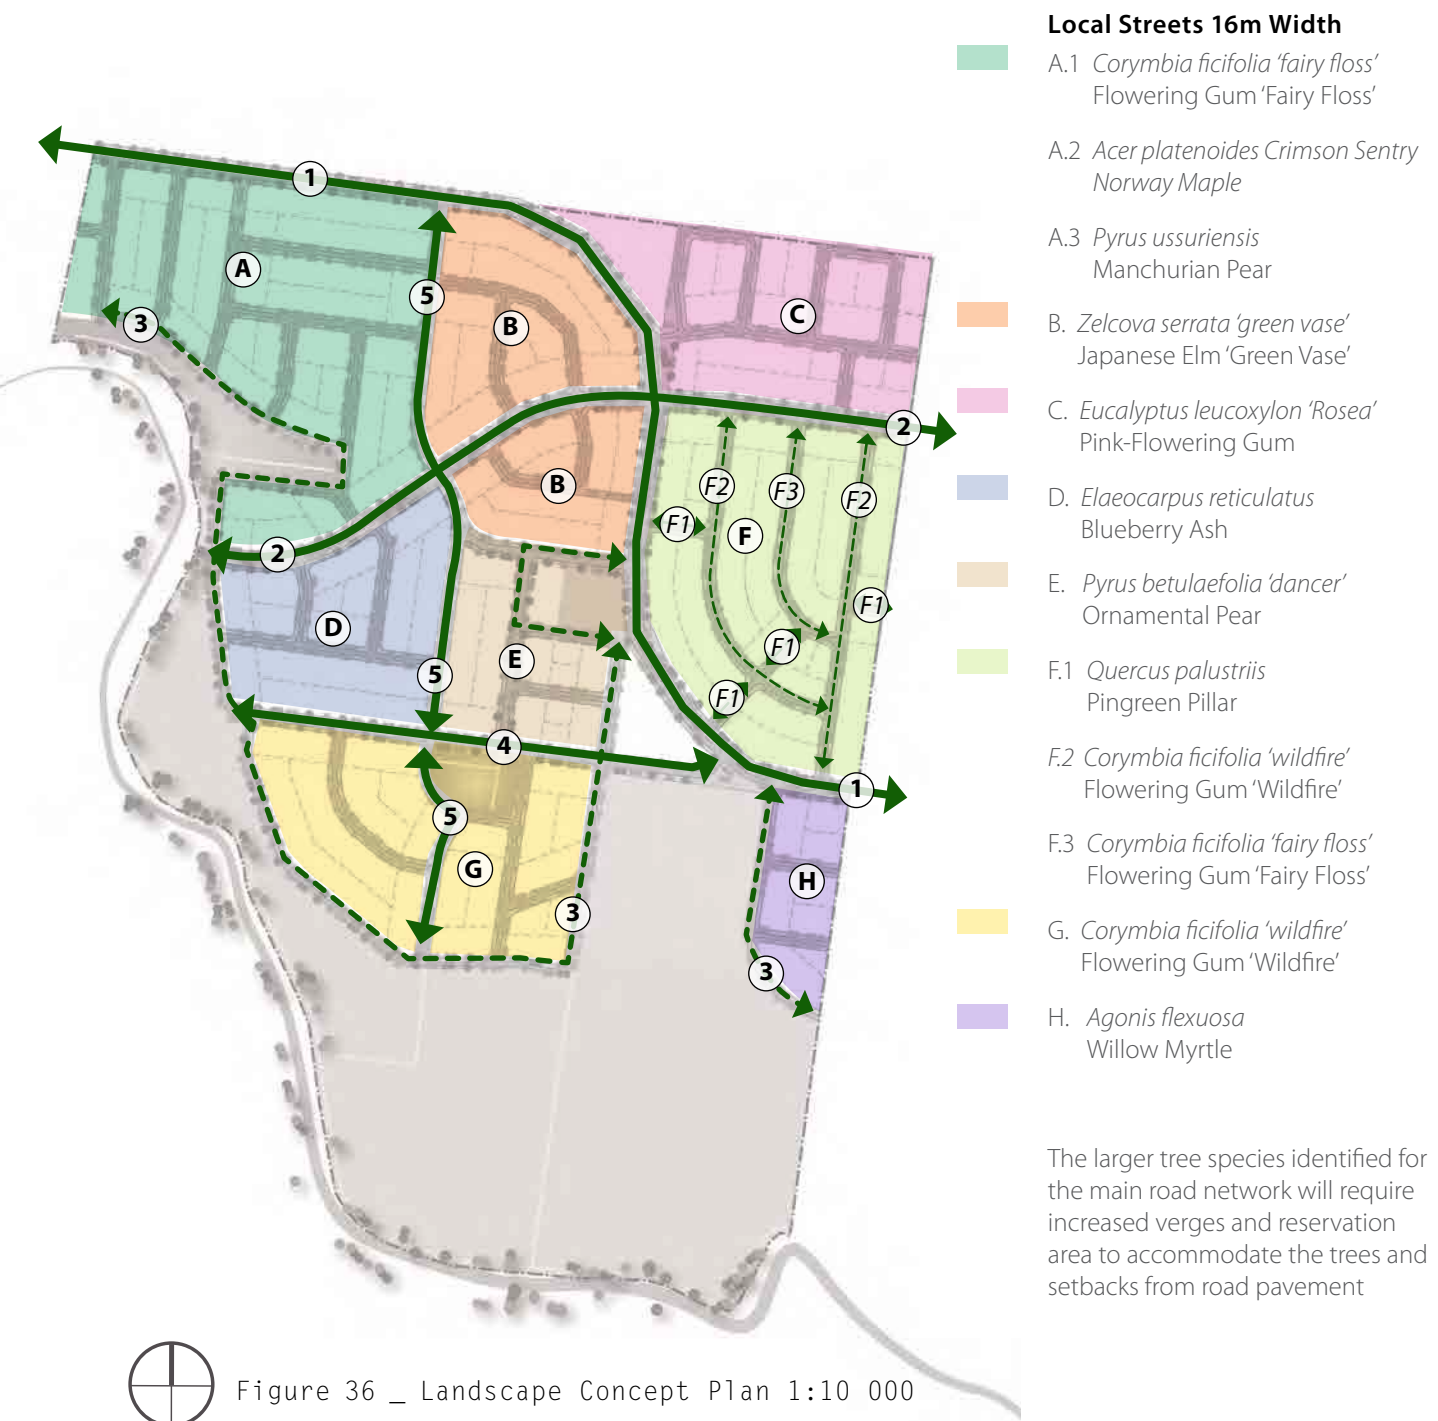 Local Streets 16m Width
A.1 Corymbia ficifolia ‘fairy floss’
Flowering Gum ‘Fairy Floss’
A.2 Acer platenoides Crimson Sentry
Norway Maple
A.3 Pyrus ussuriensis
Manchurian Pear
B. Zelcova serrata ‘green vase’
Japanese Elm ‘Green Vase’
C. Eucalyptus leucoxylon ‘Rosea’
Pink-Flowering Gum
D. Elaeocarpus reticulatus
Blueberry Ash
E. Pyrus betulaefolia ‘dancer’
Ornamental Pear
F.1 Quercus palustriis
Pingreen Pillar
F.2 Corymbia ficifolia ‘wildfire’
Flowering Gum ‘Wildfire’
F.3 Corymbia ficifolia ‘fairy floss’
Flowering Gum ‘Fairy Floss’
G. Corymbia ficifolia ‘wildfire’
Flowering Gum ‘Wildfire’
H. Agonis flexuosa
Willow Myrtle
The larger tree species identified for
the main road network will require
increased verges and reservation
area to accommodate the trees and
setbacks from road pavement
1
A
5
3
B
C
2
B
F2
F3
F2
F1
F
2
F1
D
F1
E
5
F1
4
1
5
G
H
3
3
Figure 36 _ Landscape Concept Plan 1:10 000